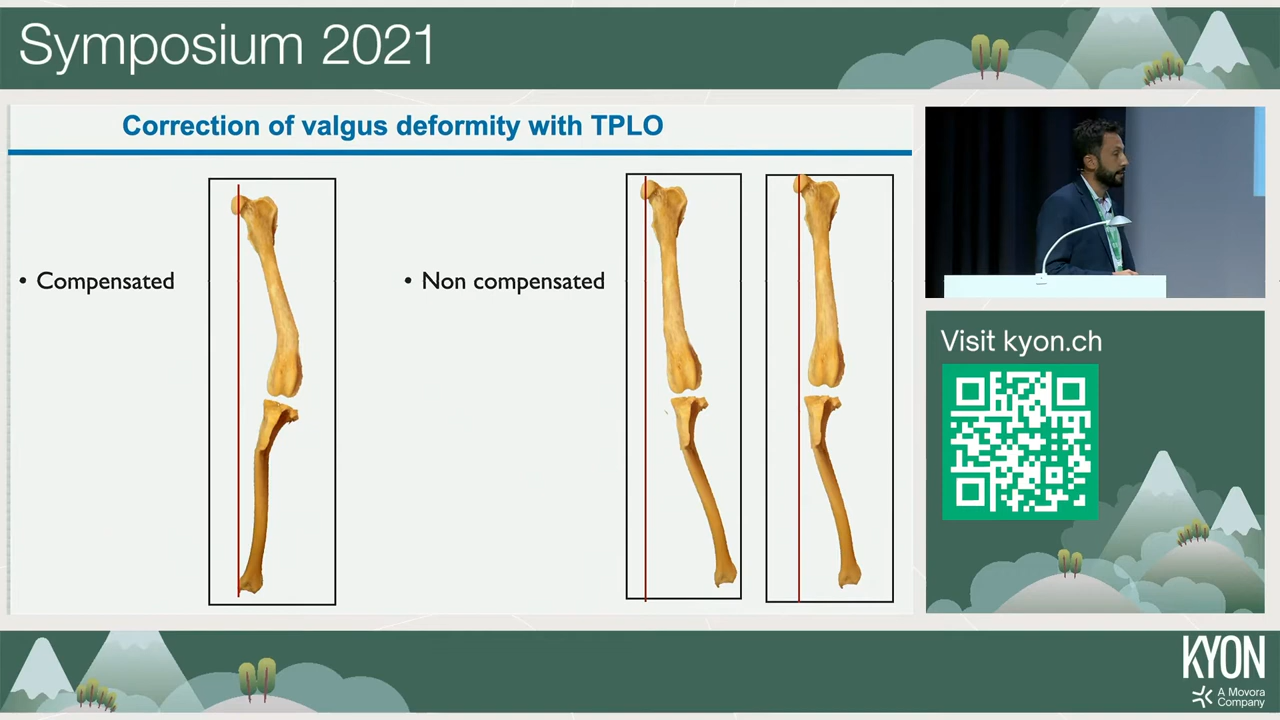 Symposium 2021
Correction of valgus deformity with TPLO
• Compensated
• Non compensated
Visit kyon.ch
KYON
A Movora
Company